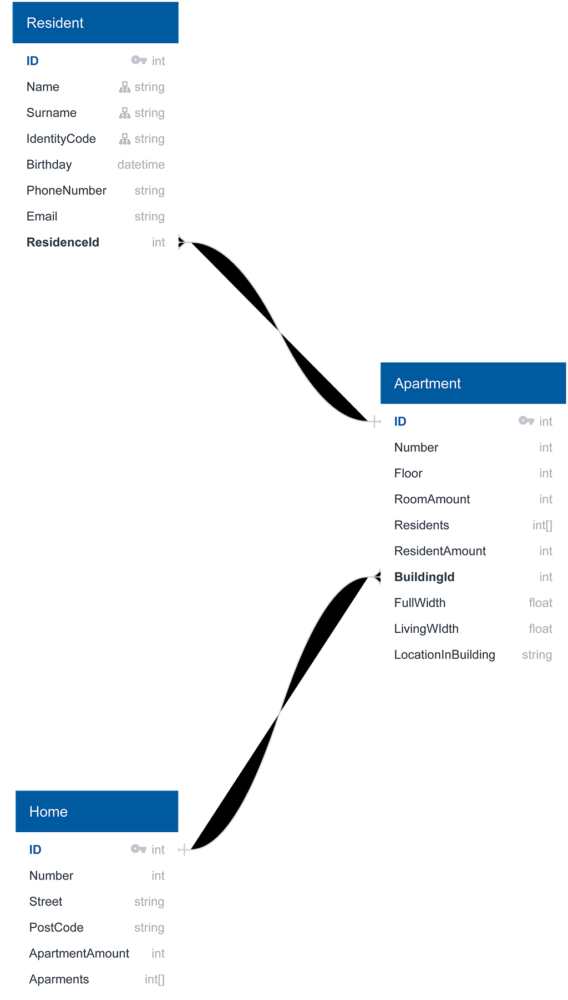 Resident
ID int
Name string
Surname string
IdentityCode string
Birthday datetime
PhoneNumber string
Email string
ResidenceId int
Apartment
ID int
Number int
Floor int
RoomAmount int
Residents int[]
ResidentAmount int
BuildingId int
FullWidth float
LivingWIdth float
LocationInBuilding string
Home
ID int
Number int
Street string
PostCode string
ApartmentAmount int
Aparments int[]